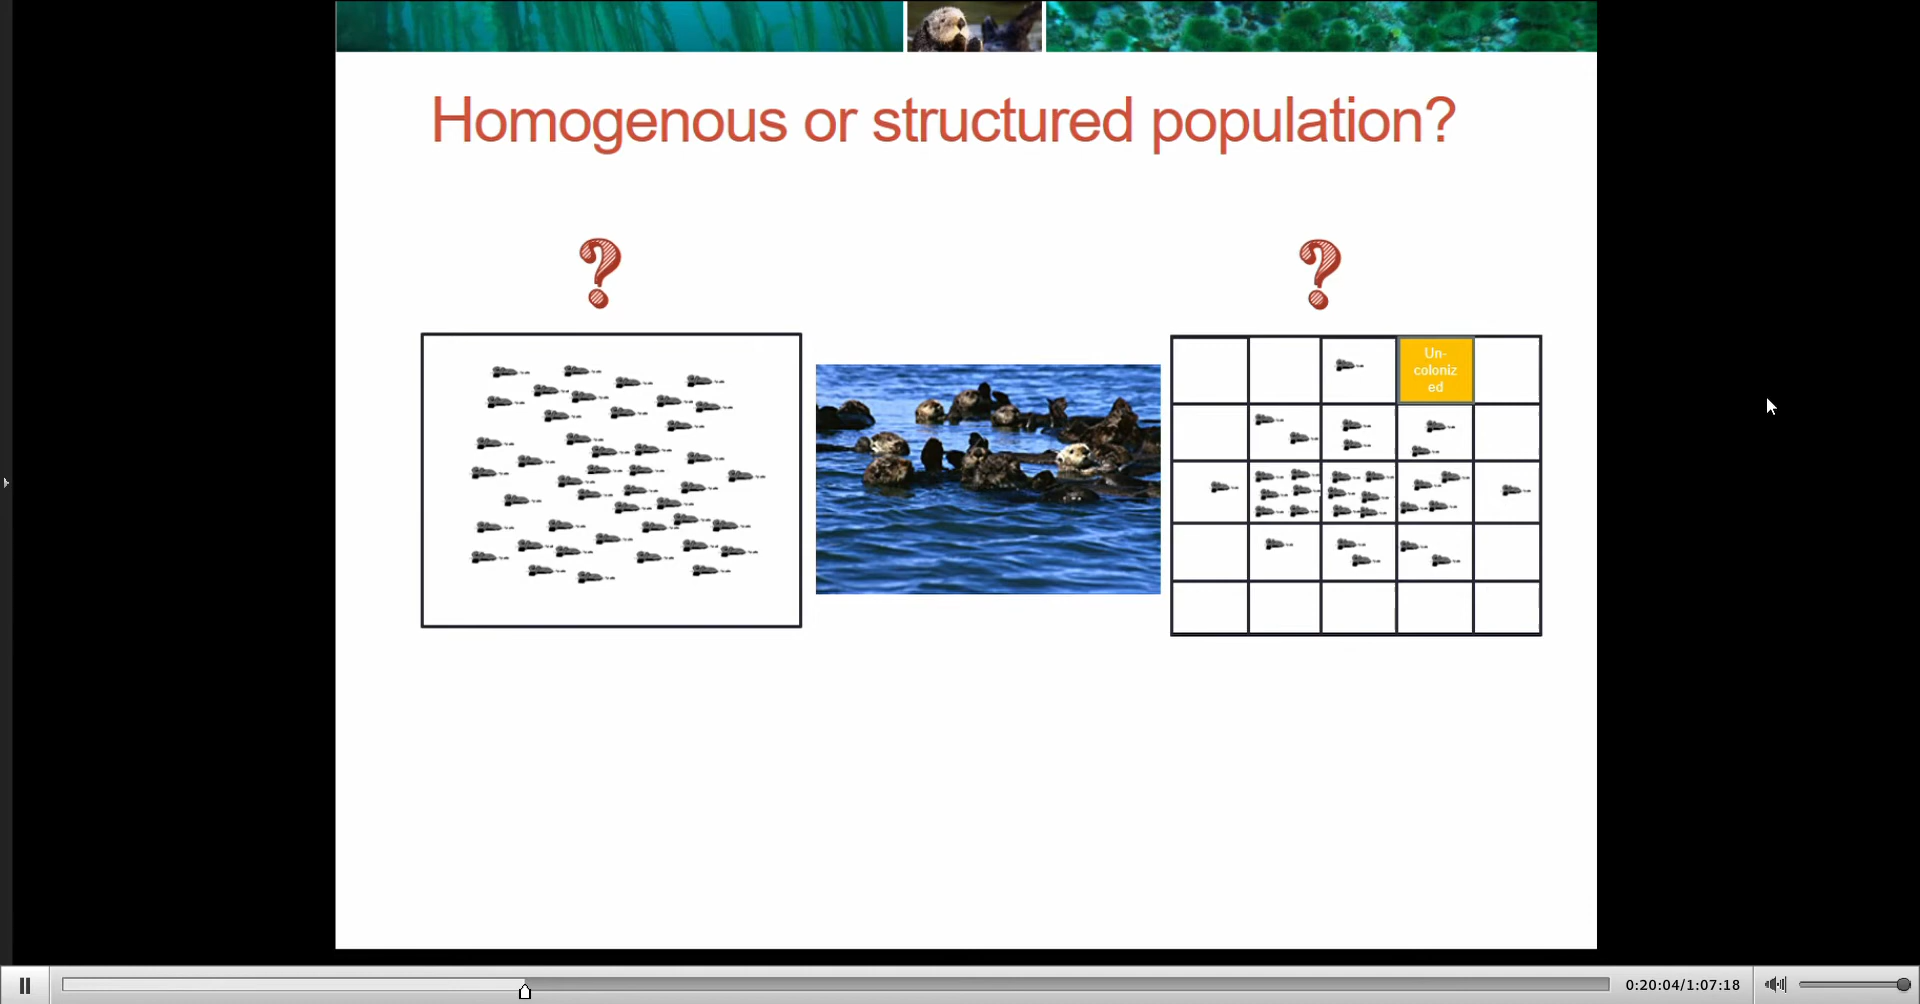 Homogenous or structured population?
?
?
Un-
coloniz
ed
0:20:04/1:07:18